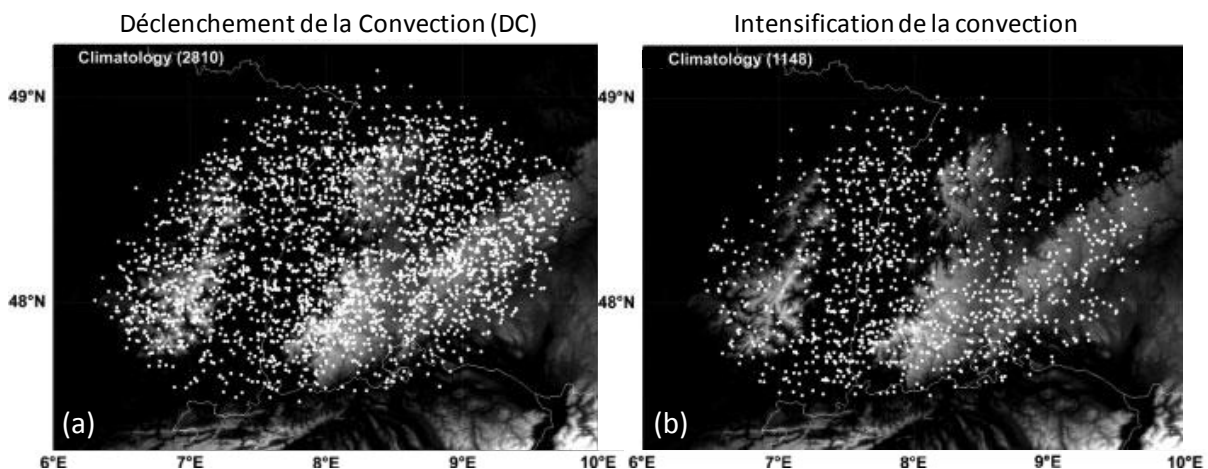 Déclenchement de la Convection (DC)
Intensification de la convection
Climatology (2810)
Climatology (1148)
49°N
49°N
48°N
48°N
(a)
(b)
6°E 7°E 8°E 9°E 10°E
6°E 7°E 8°E 9°E 10°E